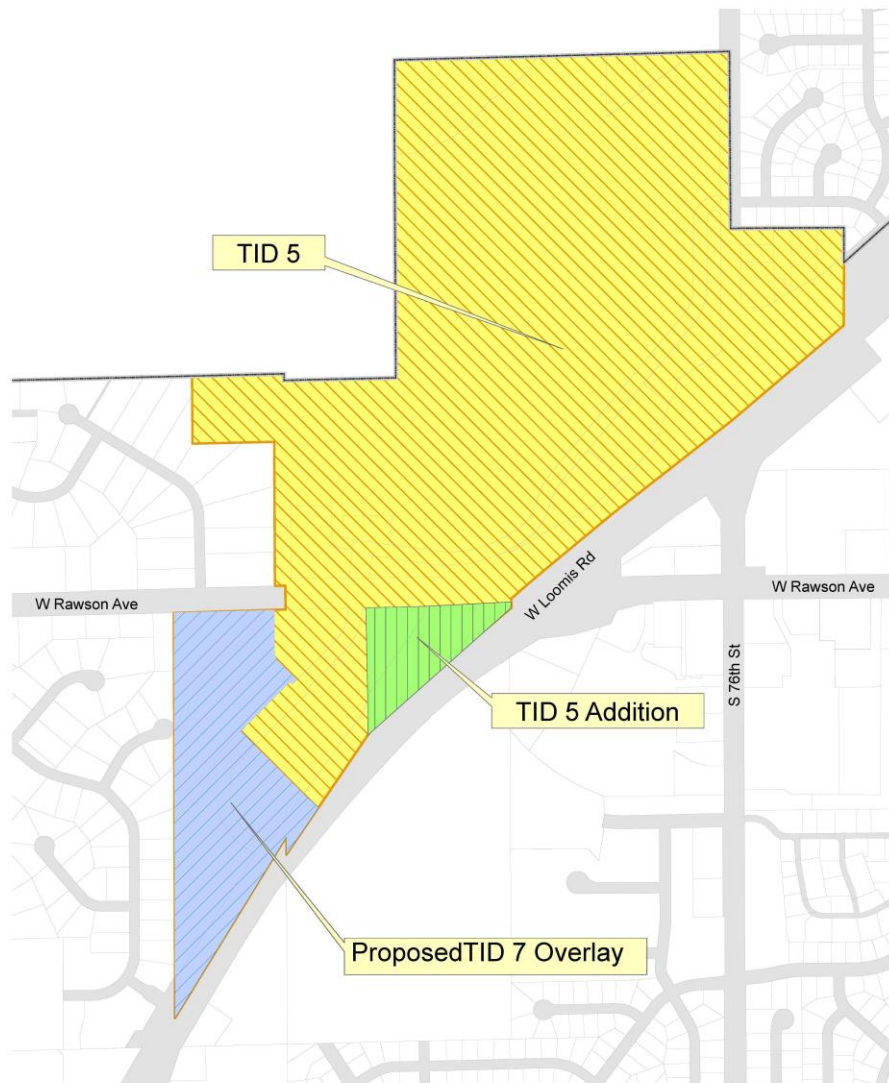 TID 5
W Loomis Rd
W Rawson Ave
W Rawson Ave
S 76th St
TID 5 Addition
ProposedTID 7 Overlay